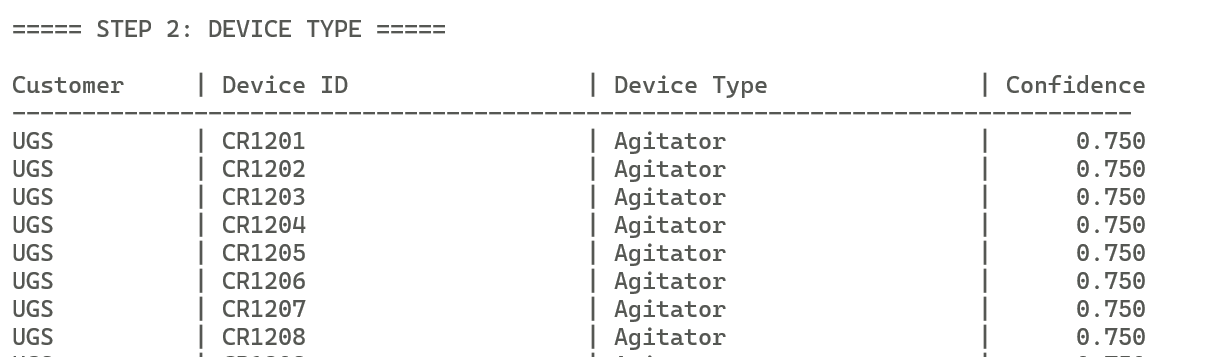 ===== STEP 2: DEVICE TYPE =====
Customer | Device ID | Device Type | Confidence
--------------------------------------------------------------------------------
UGS | CR1201 | Agitator | 0.750
UGS | CR1202 | Agitator | 0.750
UGS | CR1203 | Agitator | 0.750
UGS | CR1204 | Agitator | 0.750
UGS | CR1205 | Agitator | 0.750
UGS | CR1206 | Agitator | 0.750
UGS | CR1207 | Agitator | 0.750
UGS | CR1208 | Agitator | 0.750